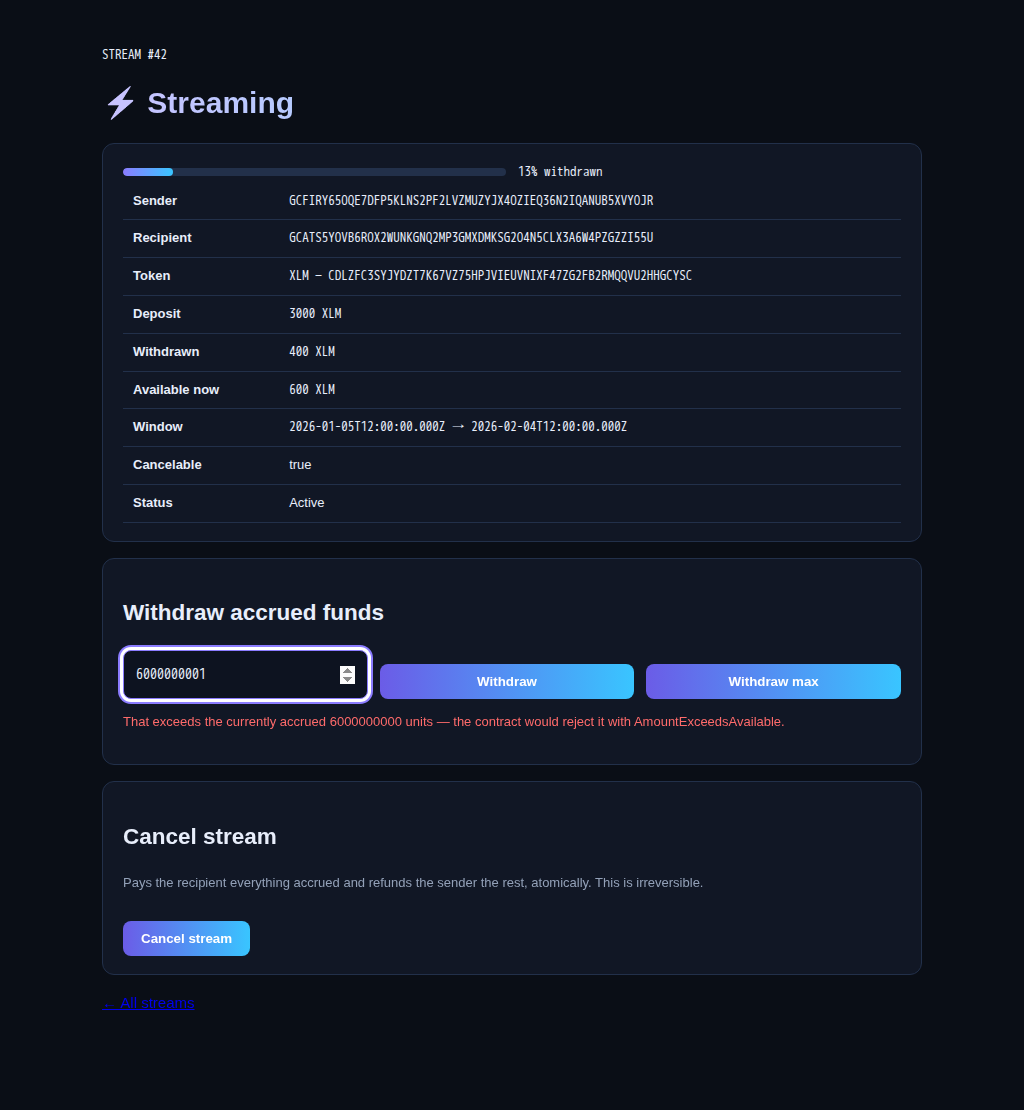 STREAM #42
⚡ Streaming
13% withdrawn
Sender GCFIRY65OQE7DFP5KLNS2PF2LVZMUZYJX4OZIEQ36N2IQANUB5XVYOJR
Recipient GCATS5YOVB6ROX2WUNKGNQ2MP3GMXDMKSG2O4N5CLX3A6W4PZGZZI55U
Token XLM — CDLZFC3SYJYDZT7K67VZ75HPJVIEUVNIXF47ZG2FB2RMQQVU2HHGCYSC
Deposit 3000 XLM
Withdrawn 400 XLM
Available now 600 XLM
Window 2026-01-05T12:00:00.000Z → 2026-02-04T12:00:00.000Z
Cancelable true
Status Active
Withdraw accrued funds
6000000001 Withdraw Withdraw max
That exceeds the currently accrued 6000000000 units — the contract would reject it with AmountExceedsAvailable.
Cancel stream
Pays the recipient everything accrued and refunds the sender the rest, atomically. This is irreversible.
Cancel stream
← All streams